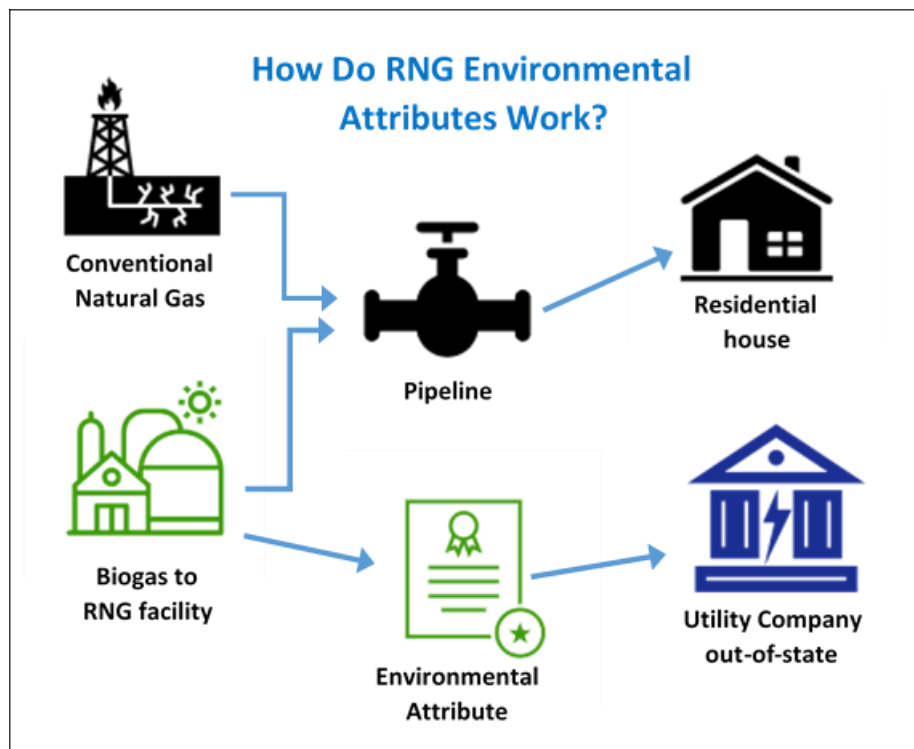 How Do RNG Environmental
Attributes Work?
Conventional
Natural Gas
Pipeline
Residential
house
Biogas to
RNG facility
Environmental
Attribute
Utility Company
out-of-state